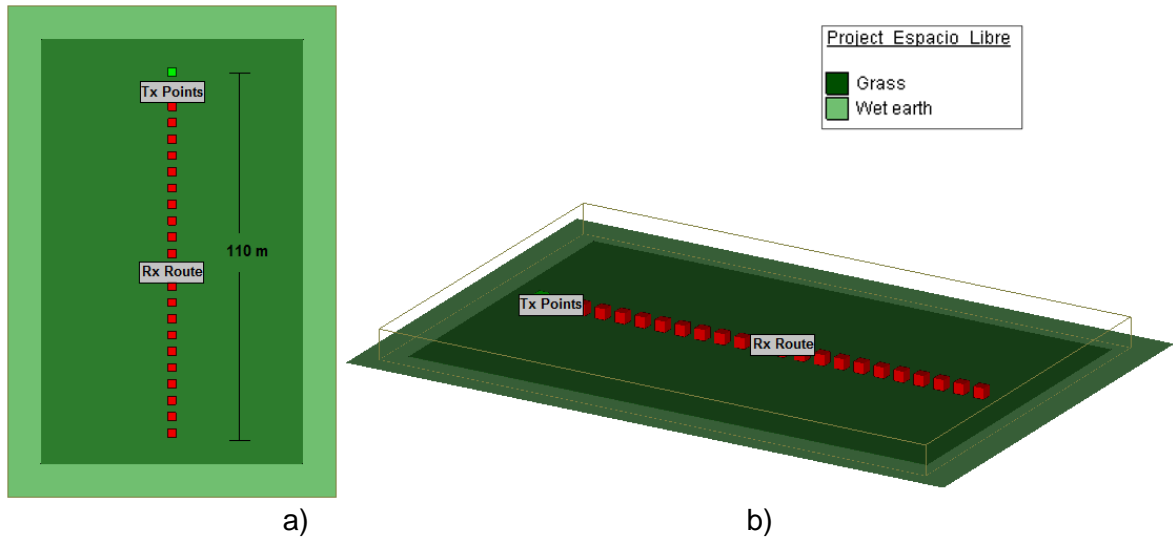 Tx Points
Rx Route
110 m
a)
Project Espacio Libre
Grass
Wet earth
Tx Points
Rx Route
b)